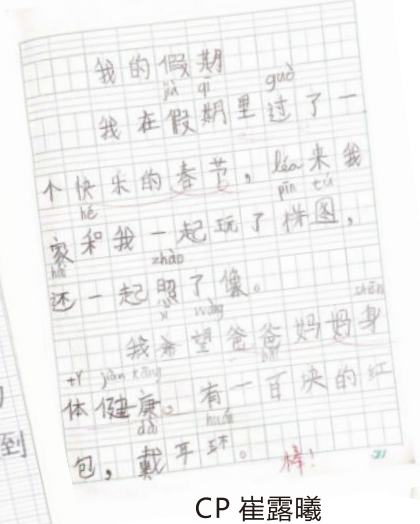 我的假期
jià qī guò
我在假期里过了一
个快乐的春节，来我
hé pīn tú
家和我一起玩了拼图，
hái zhào
还一起照了像。
xī wàng shēn
我希望爸爸妈妈身
tǐ jiàn kāng bāi
体健康。有一百块的红
dài huán
包，戴耳环。 棒！
到
CP 崔露曦